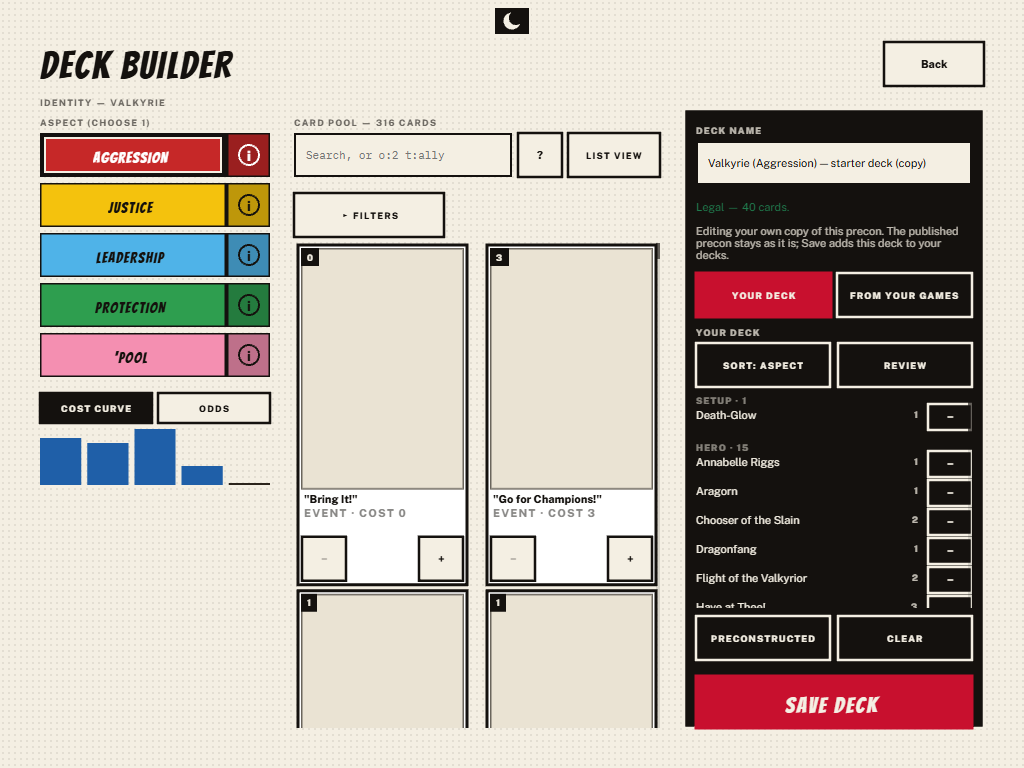 DECK BUILDER
Back
IDENTITY — VALKYRIE
ASPECT (CHOOSE 1)
AGGRESSION
i
JUSTICE
i
LEADERSHIP
i
PROTECTION
i
'POOL
i
COST CURVE
ODDS
CARD POOL — 316 CARDS
Search, or o:2 t:ally
?
LIST VIEW
▸ FILTERS
0
"Bring It!"
EVENT · COST 0
−
+
3
"Go for Champions!"
EVENT · COST 3
−
+
1
1
DECK NAME
Valkyrie (Aggression) — starter deck (copy)
Legal — 40 cards.
Editing your own copy of this precon. The published
precon stays as it is; Save adds this deck to your
decks.
YOUR DECK
FROM YOUR GAMES
YOUR DECK
SORT: ASPECT
REVIEW
SETUP · 1
Death-Glow 1 −
HERO · 15
Annabelle Riggs 1 −
Aragorn 1 −
Chooser of the Slain 2 −
Dragonfang 1 −
Flight of the Valkyrior 2 −
Have at Thee! 3
PRECONSTRUCTED
CLEAR
SAVE DECK